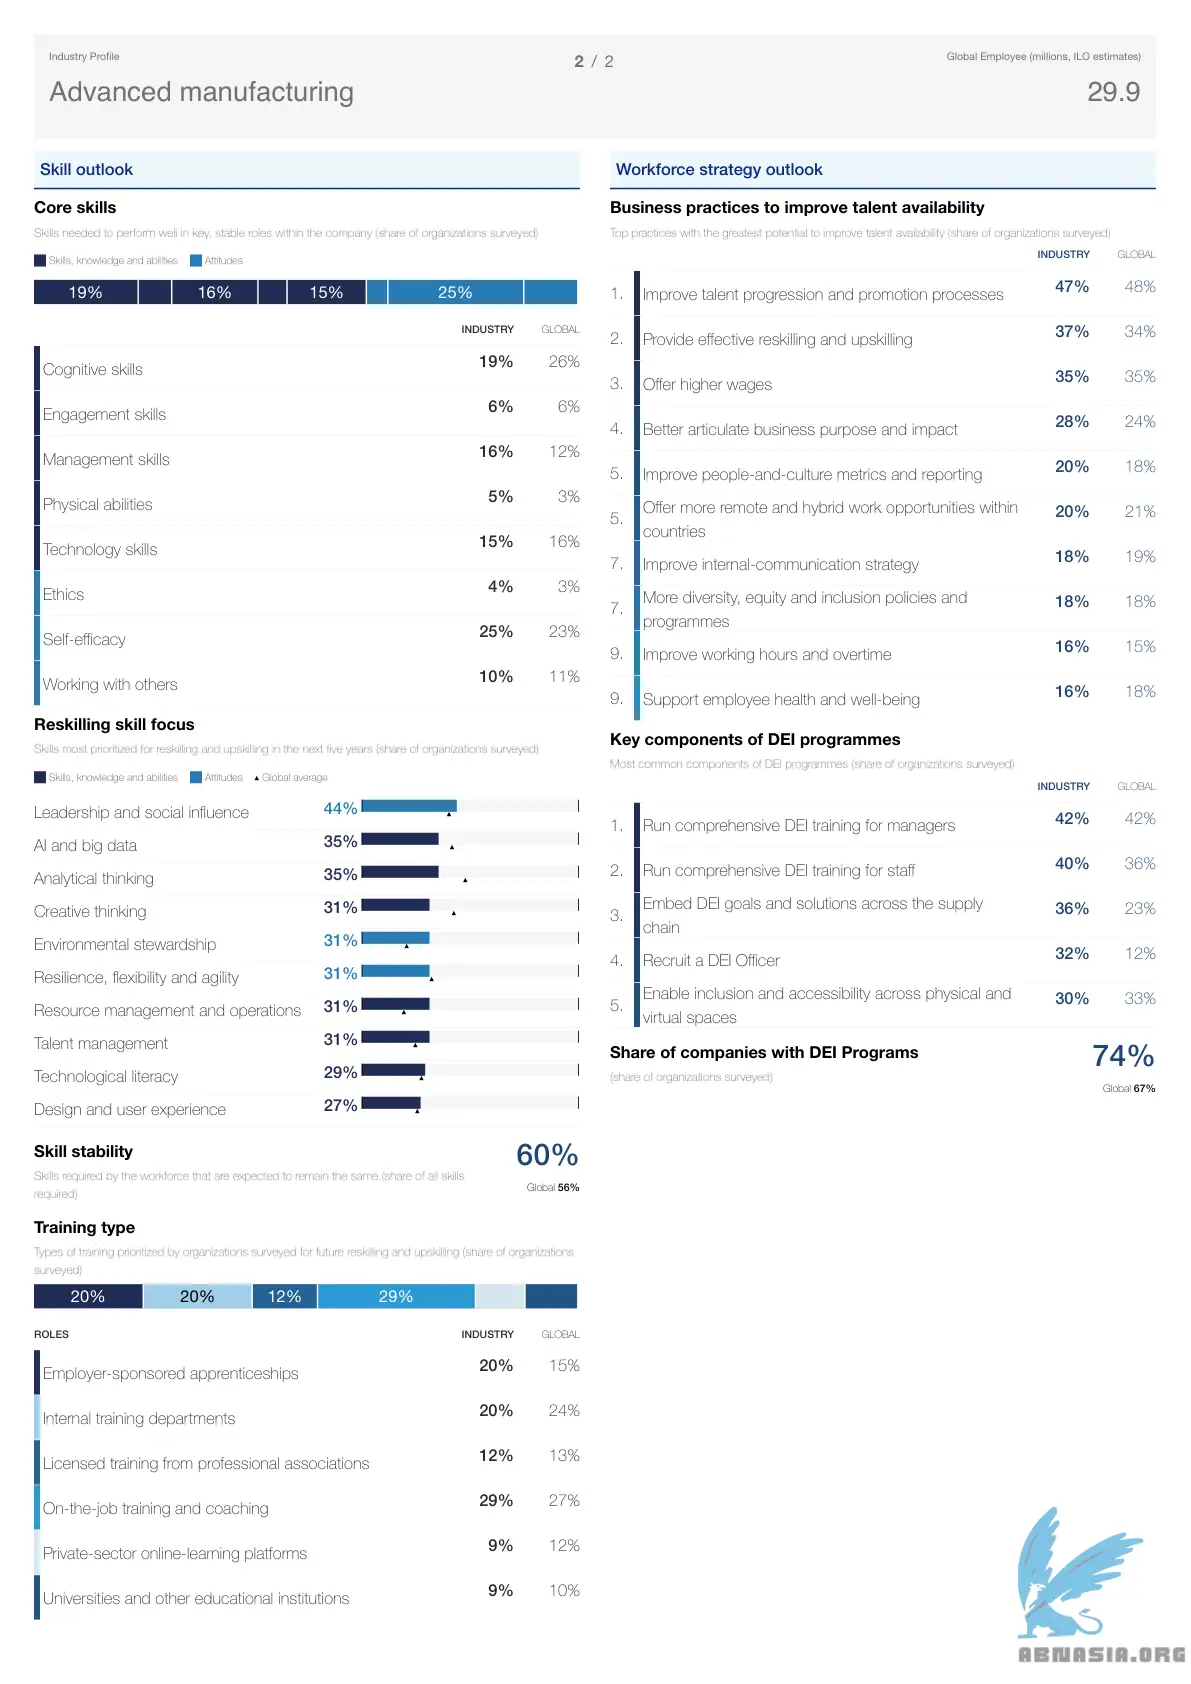 Industry Profile
2 / 2
Global Employee (millions, ILO estimates)
Advanced manufacturing
29.9
Skill outlook
Core skills
Skills needed to perform well in key, stable roles within the company (share of organizations surveyed)
Skills, knowledge and abilities Attitudes
19% 16% 15% 25%
INDUSTRY GLOBAL
Cognitive skills 19% 26%
Engagement skills 6% 6%
Management skills 16% 12%
Physical abilities 5% 3%
Technology skills 15% 16%
Ethics 4% 3%
Self-efficacy 25% 23%
Working with others 10% 11%
Reskilling skill focus
Skills most prioritized for reskilling and upskilling in the next five years (share of organizations surveyed)
Skills, knowledge and abilities Attitudes Global average
Leadership and social influence 44%
AI and big data 35%
Analytical thinking 35%
Creative thinking 31%
Environmental stewardship 31%
Resilience, flexibility and agility 31%
Resource management and operations 31%
Talent management 31%
Technological literacy 29%
Design and user experience 27%
Skill stability 60%
Skills required by the workforce that are expected to remain the same (share of all skills
required)
Global 56%
Training type
Types of training prioritized by organizations surveyed for future reskilling and upskilling (share of organizations
surveyed)
20% 20% 12% 29%
ROLES INDUSTRY GLOBAL
Employer-sponsored apprenticeships 20% 15%
Internal training departments 20% 24%
Licensed training from professional associations 12% 13%
On-the-job training and coaching 29% 27%
Private-sector online-learning platforms 9% 12%
Universities and other educational institutions 9% 10%
Workforce strategy outlook
Business practices to improve talent availability
Top practices with the greatest potential to improve talent availability (share of organizations surveyed)
INDUSTRY GLOBAL
1. Improve talent progression and promotion processes 47% 48%
2. Provide effective reskilling and upskilling 37% 34%
3. Offer higher wages 35% 35%
4. Better articulate business purpose and impact 28% 24%
5. Improve people-and-culture metrics and reporting 20% 18%
5. Offer more remote and hybrid work opportunities within
countries 20% 21%
7. Improve internal-communication strategy 18% 19%
7. More diversity, equity and inclusion policies and
programmes 18% 18%
9. Improve working hours and overtime 16% 15%
9. Support employee health and well-being 16% 18%
Key components of DEI programmes
Most common components of DEI programmes (share of organizations surveyed)
INDUSTRY GLOBAL
1. Run comprehensive DEI training for managers 42% 42%
2. Run comprehensive DEI training for staff 40% 36%
3. Embed DEI goals and solutions across the supply
chain 36% 23%
4. Recruit a DEI Officer 32% 12%
5. Enable inclusion and accessibility across physical and
virtual spaces 30% 33%
Share of companies with DEI Programs 74%
(share of organizations surveyed)
Global 67%
ABNASIA.ORG